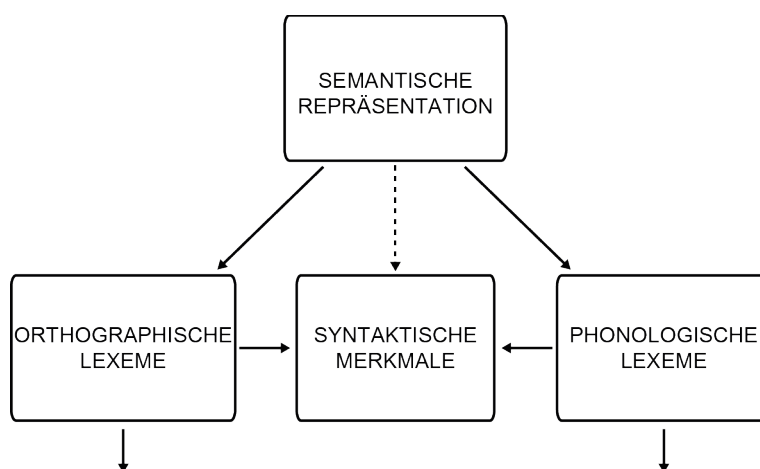 SEMANTISCHE
REPRÄSENTATION
ORTHOGRAPHISCHE
LEXEME
SYNTAKTISCHE
MERKMALE
PHONOLOGISCHE
LEXEME